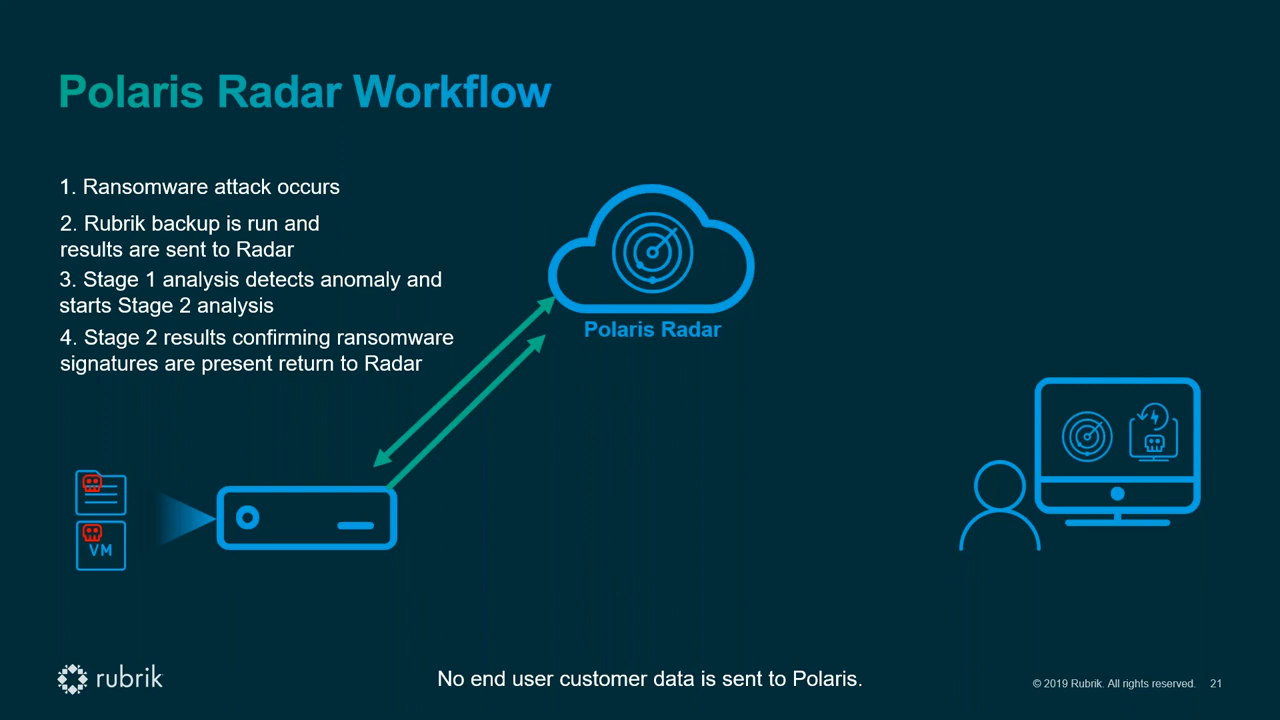 Polaris Radar Workflow
1. Ransomware attack occurs
2. Rubrik backup is run and
results are sent to Radar
3. Stage 1 analysis detects anomaly and
starts Stage 2 analysis
4. Stage 2 results confirming ransomware
signatures are present return to Radar
Polaris Radar
VM
rubrik
No end user customer data is sent to Polaris.
© 2019 Rubrik. All rights reserved. 21